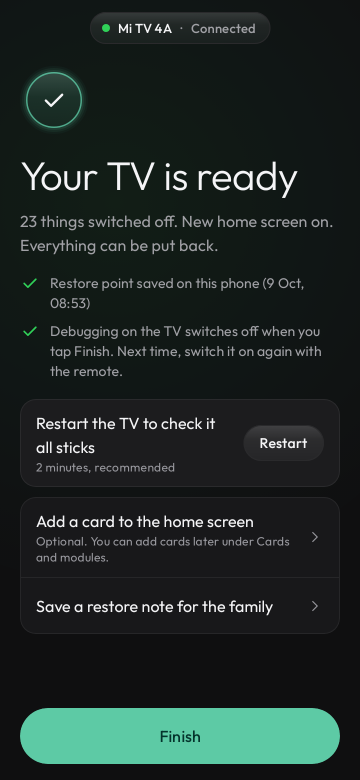 Mi TV 4A · Connected
Your TV is ready
23 things switched off. New home screen on.
Everything can be put back.
Restore point saved on this phone (9 Oct,
08:53)
Debugging on the TV switches off when you
tap Finish. Next time, switch it on again with
the remote.
Restart the TV to check it
all sticks
2 minutes, recommended
Restart
Add a card to the home screen
Optional. You can add cards later under Cards
and modules.
Save a restore note for the family
Finish